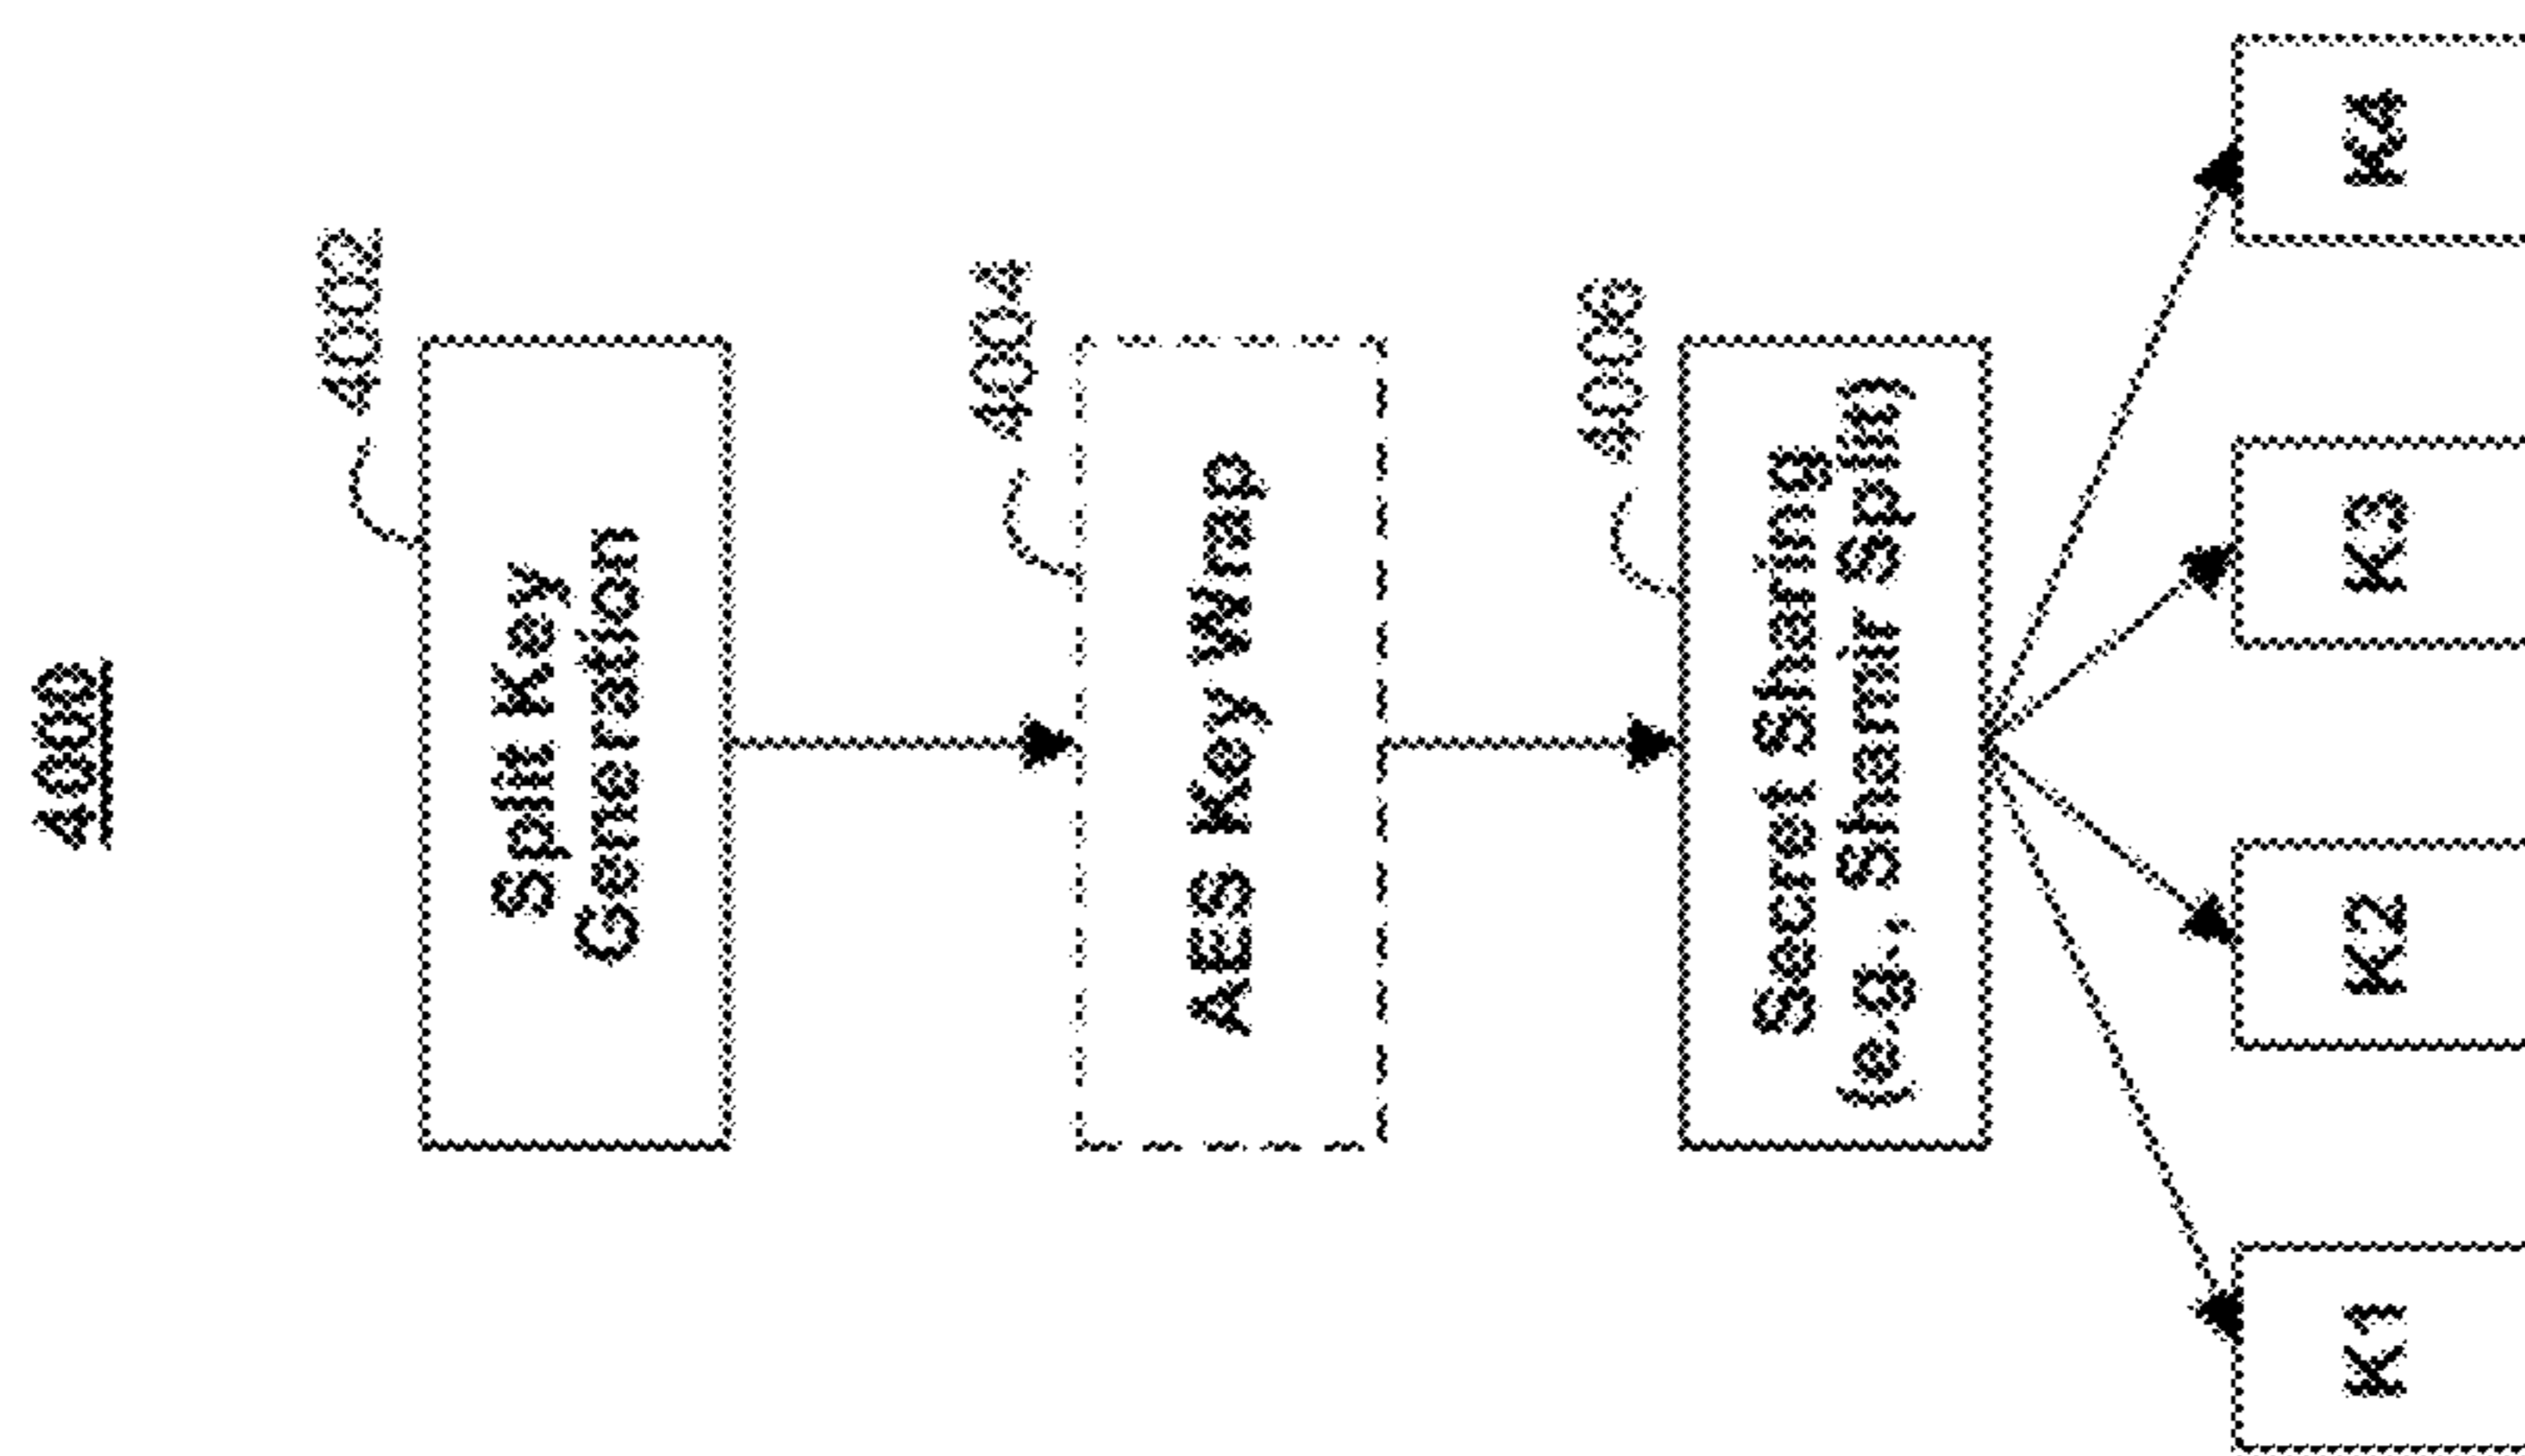 4000
4002
Split Key
Generation
4004
AES Key Wrap
4006
Secret Sharing
(e.g., Shamir Split)
K1
K2
K3
K4